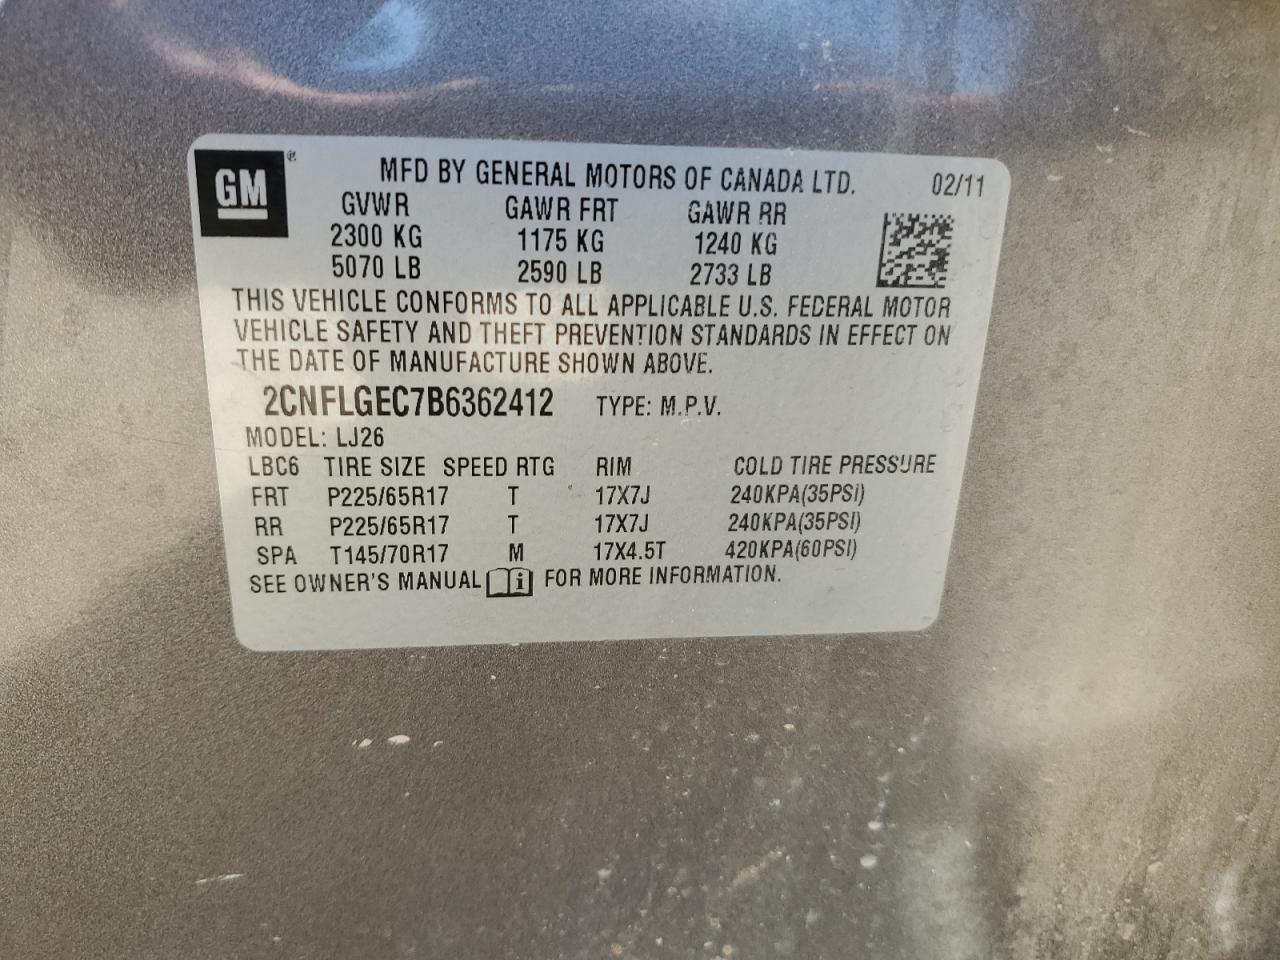 GM ® MFD BY GENERAL MOTORS OF CANADA LTD. 02/11
GVWR GAWR FRT GAWR RR
2300 KG 1175 KG 1240 KG
5070 LB 2590 LB 2733 LB
THIS VEHICLE CONFORMS TO ALL APPLICABLE U.S. FEDERAL MOTOR
VEHICLE SAFETY AND THEFT PREVENTION STANDARDS IN EFFECT ON
THE DATE OF MANUFACTURE SHOWN ABOVE.
2CNFLGEC7B6362412 TYPE: M.P.V.
MODEL: LJ26
LBC6 TIRE SIZE SPEED RTG RIM COLD TIRE PRESSURE
FRT P225/65R17 T 17X7J 240KPA(35PSI)
RR P225/65R17 T 17X7J 240KPA(35PSI)
SPA T145/70R17 M 17X4.5T 420KPA(60PSI)
SEE OWNER'S MANUAL i FOR MORE INFORMATION.